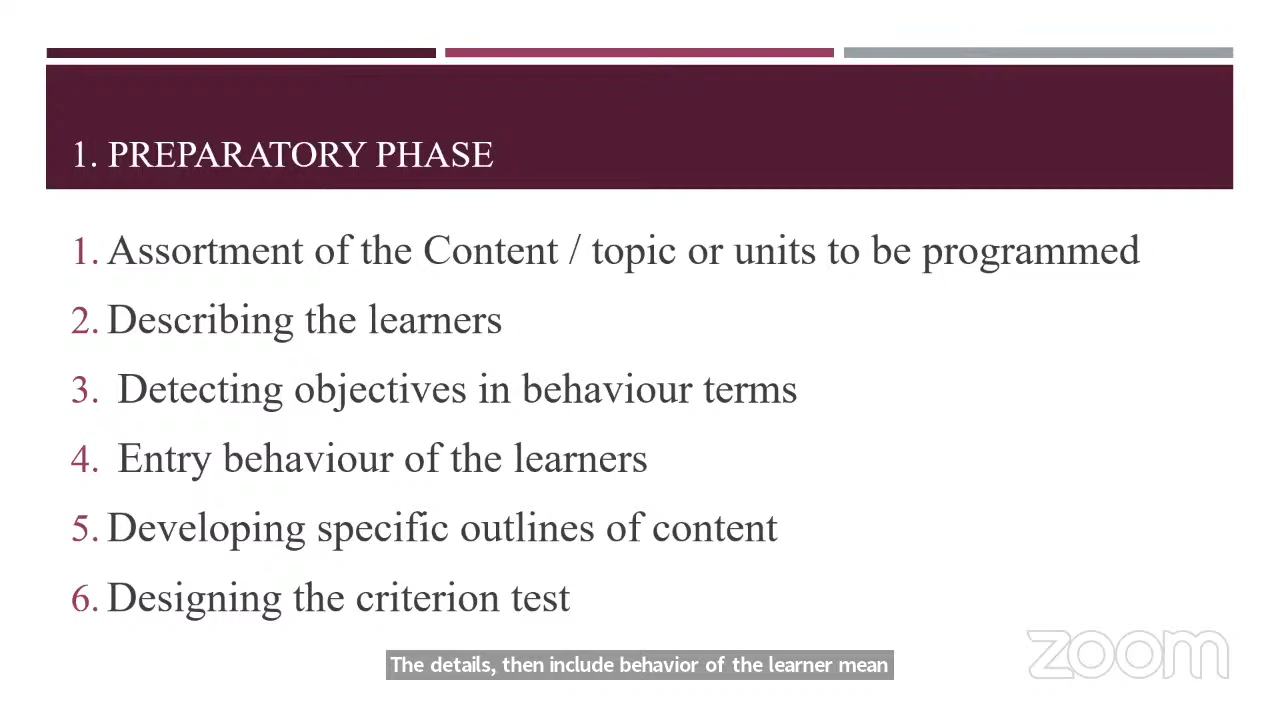 1. PREPARATORY PHASE
1. Assortment of the Content / topic or units to be programmed
2. Describing the learners
3. Detecting objectives in behaviour terms
4. Entry behaviour of the learners
5. Developing specific outlines of content
6. Designing the criterion test
The details, then include behavior of the learner mean
zoom